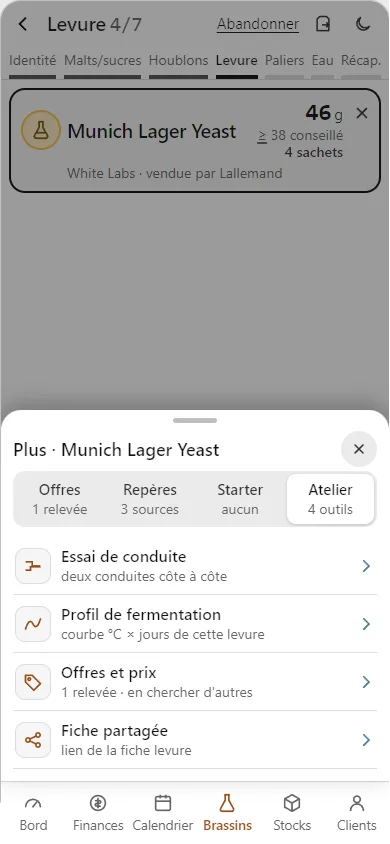 Levure 4/7
Abandonner
Identité Malts/sucres Houblons Levure Paliers Eau Récap.
46 g
Munich Lager Yeast
≥ 38 conseillé
4 sachets
White Labs · vendue par Lallemand
Plus · Munich Lager Yeast
Offres Repères Starter Atelier
1 relevée 3 sources aucun 4 outils
Essai de conduite
deux conduites côte à côte
Profil de fermentation
courbe °C × jours de cette levure
Offres et prix
1 relevée · en chercher d'autres
Fiche partagée
lien de la fiche levure
Bord Finances Calendrier Brassins Stocks Clients